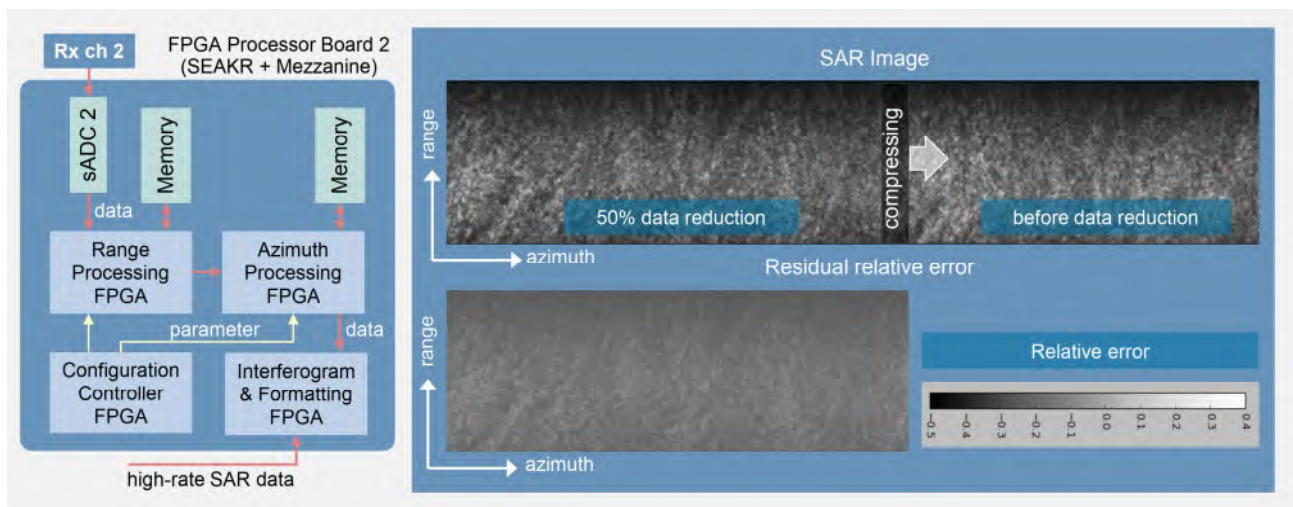 Rx ch 2
FPGA Processor Board 2
(SEAKR + Mezzanine)
sADC 2
Memory
Memory
data
Range
Processing
FPGA
Azimuth
Processing
FPGA
parameter
data
Configuration
Controller
FPGA
Interferogram
& Formatting
FPGA
high-rate SAR data
SAR Image
range
50% data reduction
compressing
before data reduction
azimuth
Residual relative error
range
azimuth
Relative error
−0.5
−0.4
−0.3
−0.2
−0.1
0.0
0.1
0.2
0.3
0.4